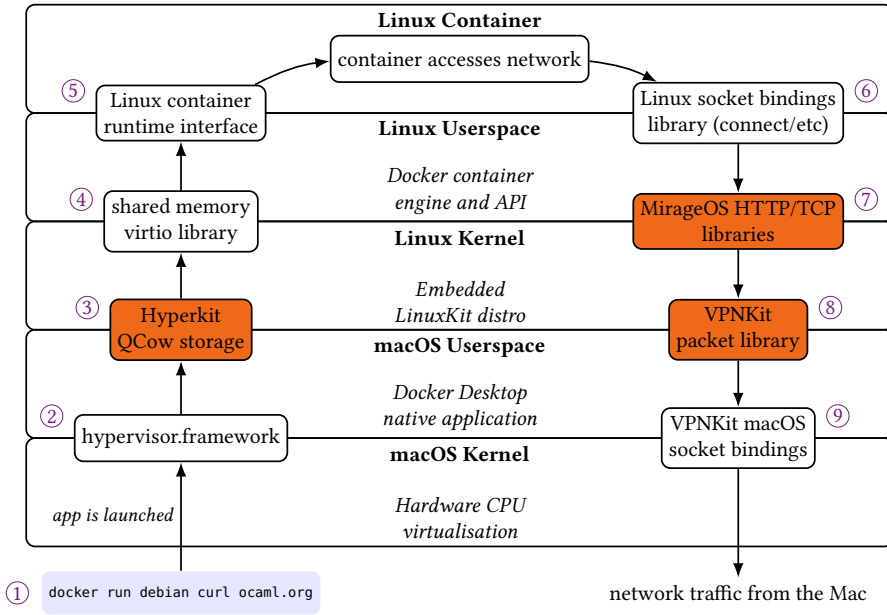 Linux Container
container accesses network
⑤
Linux container
runtime interface
⑥
Linux socket bindings
library (connect/etc)
Linux Userspace
Docker container
engine and API
④
shared memory
virtio library
⑦
MirageOS HTTP/TCP
libraries
Linux Kernel
Embedded
LinuxKit distro
③
Hyperkit
QCow storage
⑧
VPNKit
packet library
macOS Userspace
Docker Desktop
native application
②
hypervisor.framework
⑨
VPNKit macOS
socket bindings
macOS Kernel
Hardware CPU
virtualisation
app is launched
①
docker run debian curl ocaml.org
network traffic from the Mac